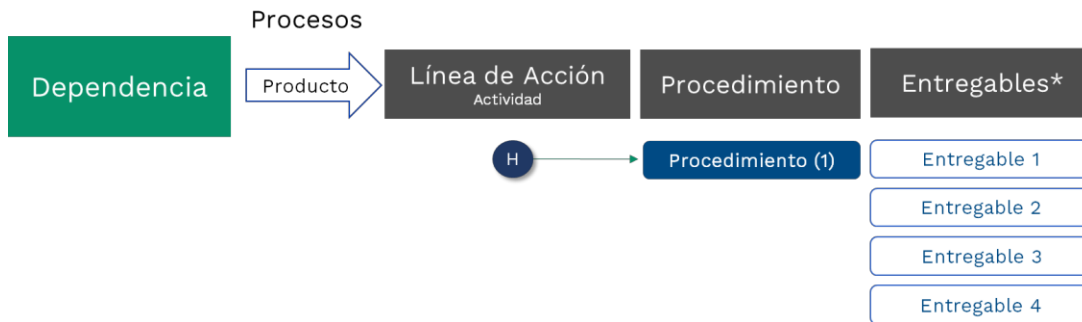 Procesos
Dependencia
Producto
Línea de Acción
Actividad
Procedimiento
Entregables*
H
Procedimiento (1)
Entregable 1
Entregable 2
Entregable 3
Entregable 4